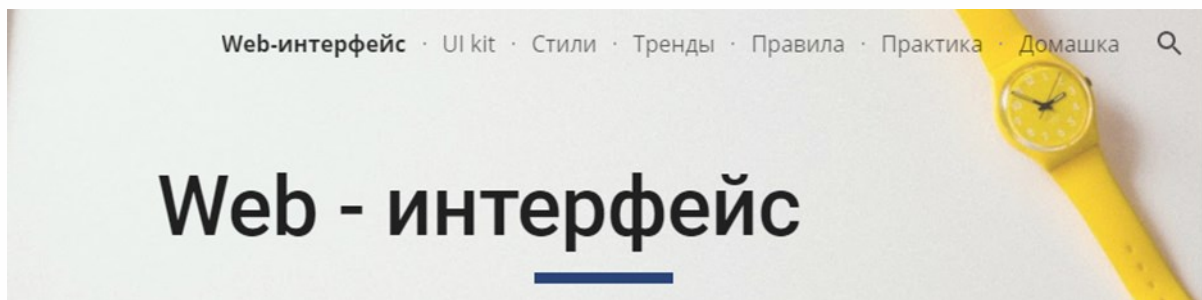 Web-интерфейс · UI kit · Стили · Тренды · Правила · Практика · Домашка
Web - интерфейс